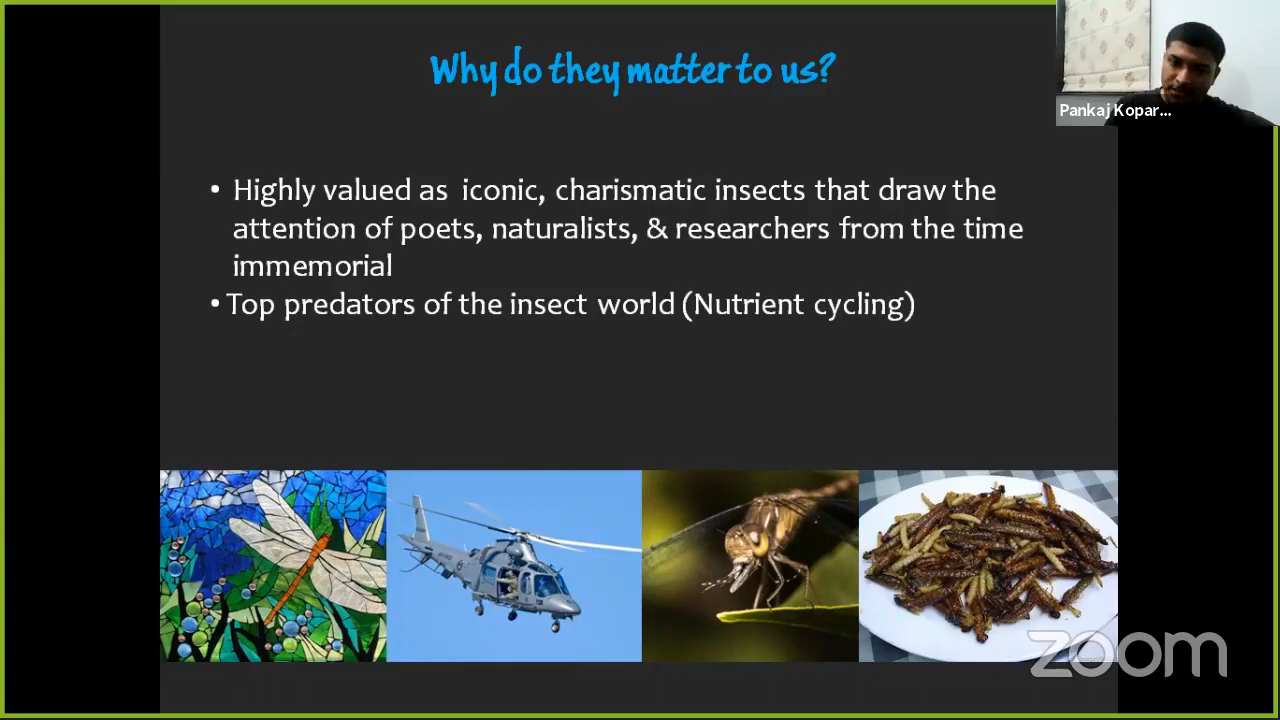 Why do they matter to us?
Pankaj Kopar...
• Highly valued as iconic, charismatic insects that draw the
attention of poets, naturalists, & researchers from the time
immemorial
• Top predators of the insect world (Nutrient cycling)
zoom